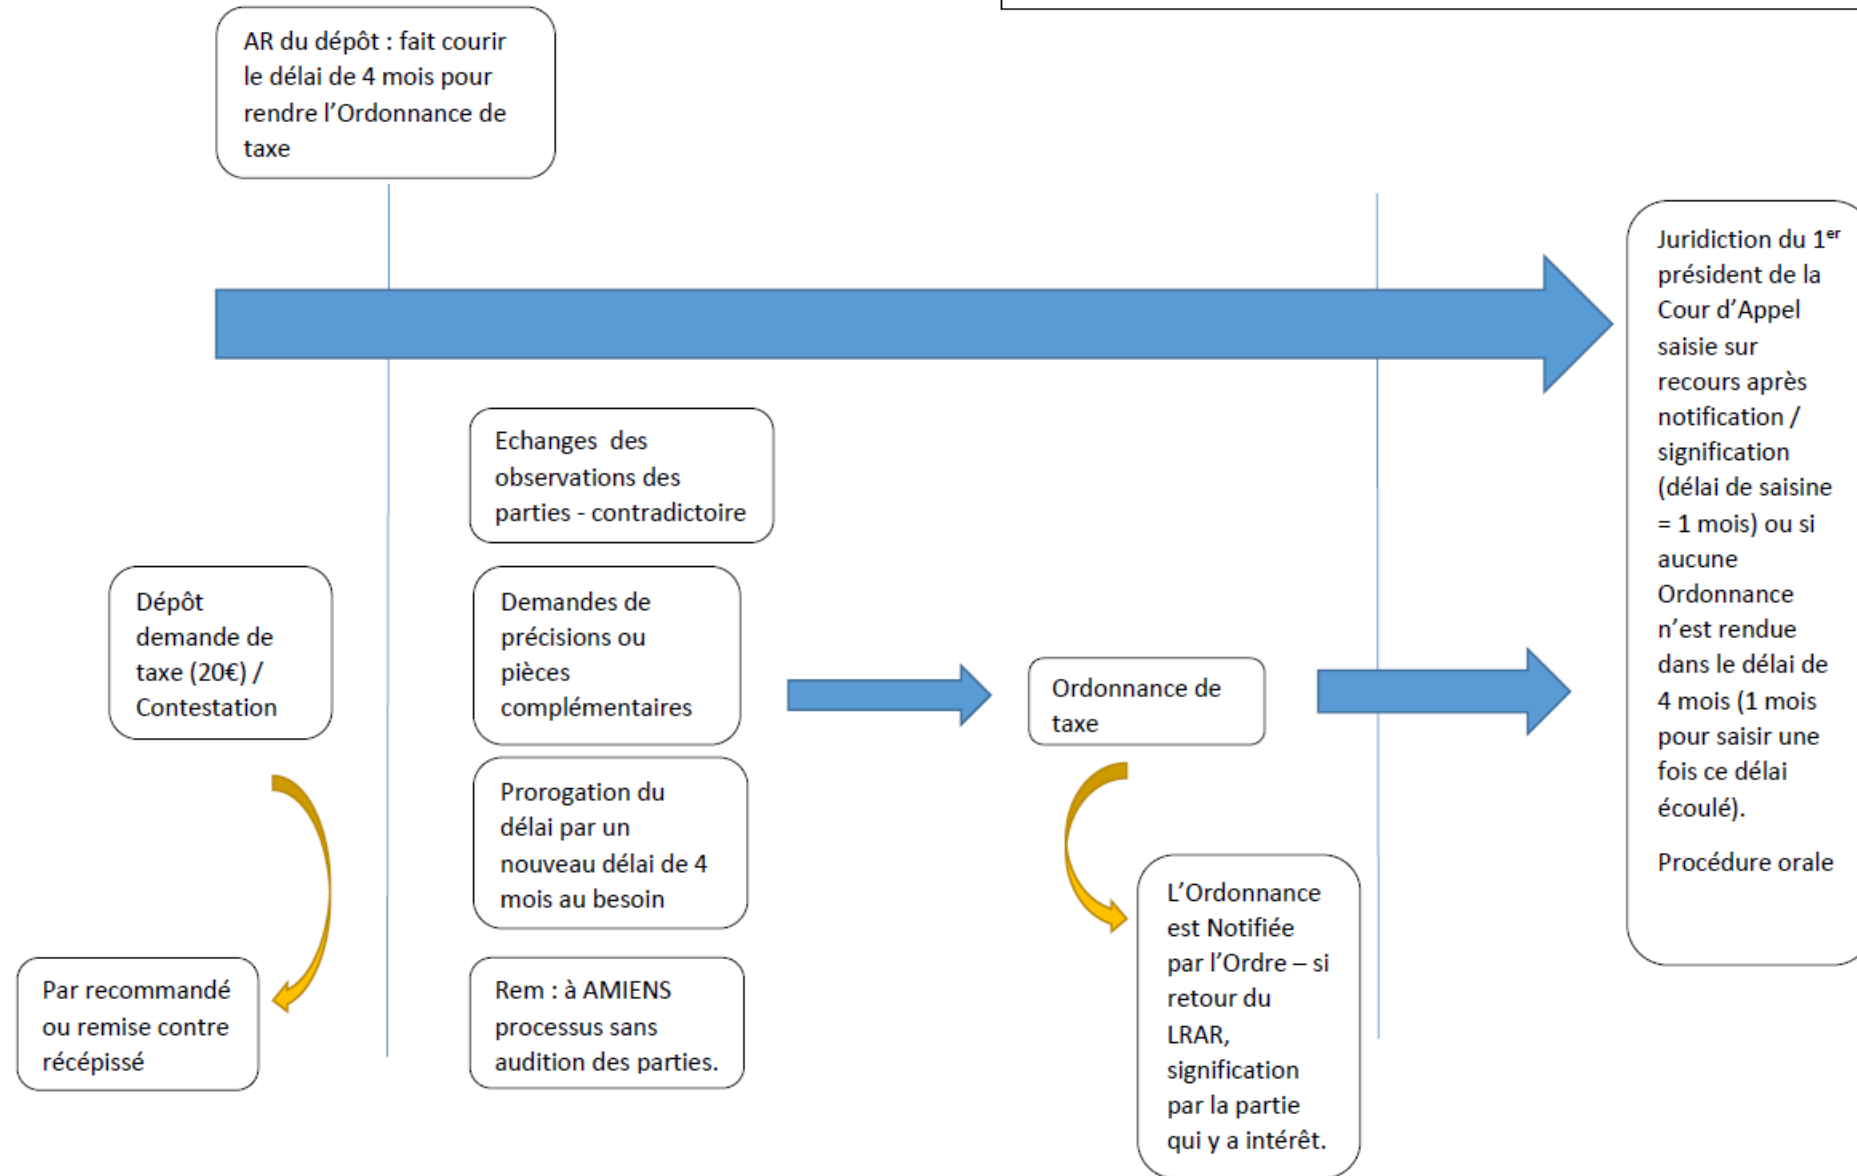 AR du dépôt : fait courir
le délai de 4 mois pour
rendre l’Ordonnance de
taxe
Dépôt
demande de
taxe (20€) /
Contestation
Par recommandé
ou remise contre
récépissé
Echanges  des
observations des
parties - contradictoire
Demandes de
précisions ou
pièces
complémentaires
Prorogation du
délai par un
nouveau délai de 4
mois au besoin
Rem : à AMIENS
processus sans
audition des parties.
Ordonnance de
taxe
L’Ordonnance
est Notifiée
par l’Ordre – si
retour du
LRAR,
signification
par la partie
qui y a intérêt.
Juridiction du 1er
président de la
Cour d’Appel
saisie sur
recours après
notification /
signification
(délai de saisine
= 1 mois) ou si
aucune
Ordonnance
n’est rendue
dans le délai de
4 mois (1 mois
pour saisir une
fois ce délai
écoulé).
Procédure orale